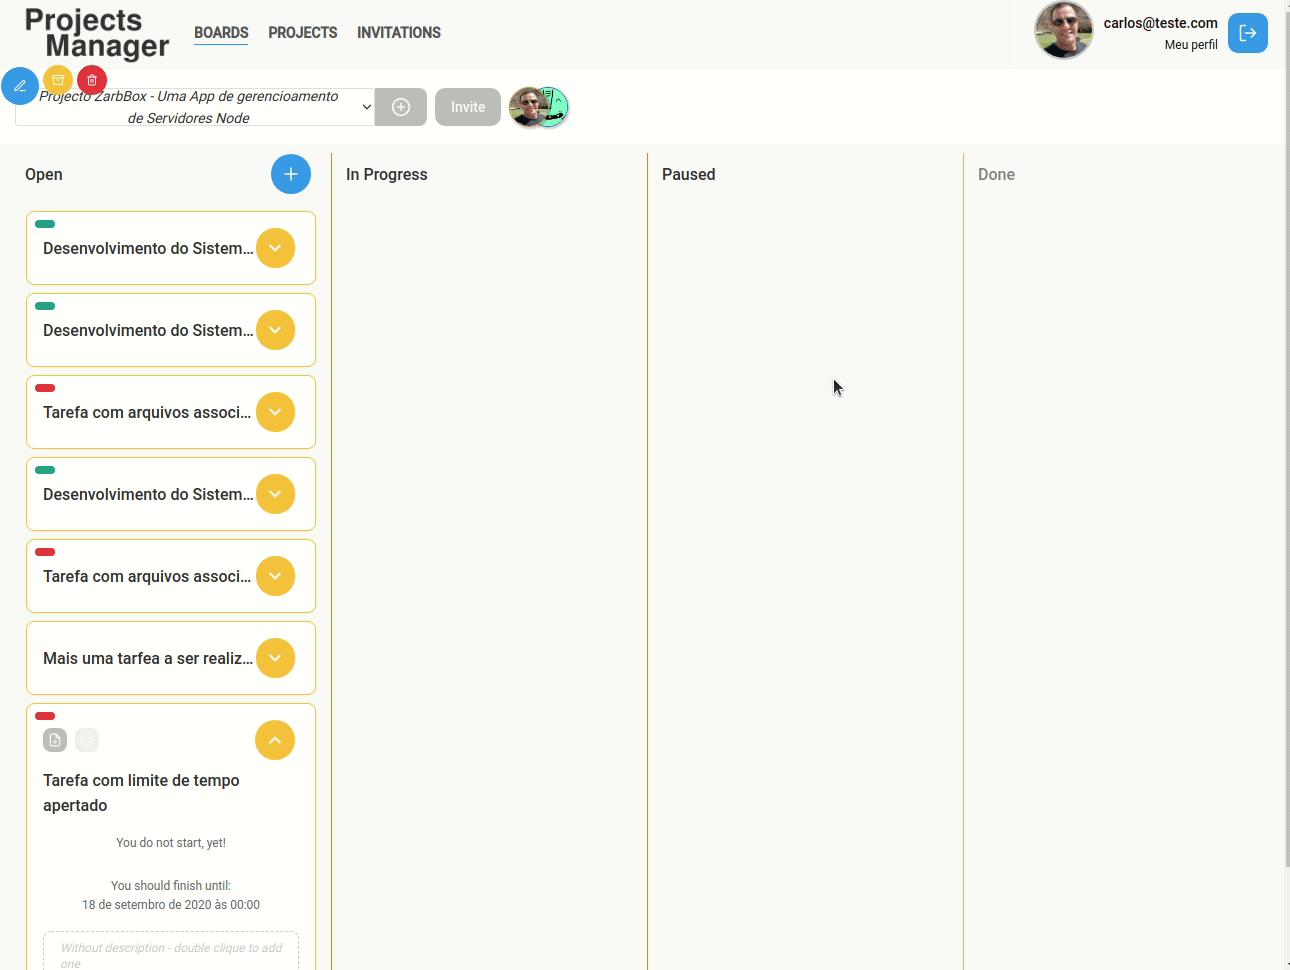 Projects
Manager
BOARDS
PROJECTS
INVITATIONS
carlos@teste.com
Meu perfil
Projecto ZarbBox - Uma App de gerencioamento
de Servidores Node
Invite
Open
In Progress
Paused
Done
Desenvolvimento do Sistem...
Desenvolvimento do Sistem...
Tarefa com arquivos associ...
Desenvolvimento do Sistem...
Tarefa com arquivos associ...
Mais uma tarfea a ser realiz...
Tarefa com limite de tempo
apertado
You do not start, yet!
You should finish until:
18 de setembro de 2020 às 00:00
Without description - double clique to add
one